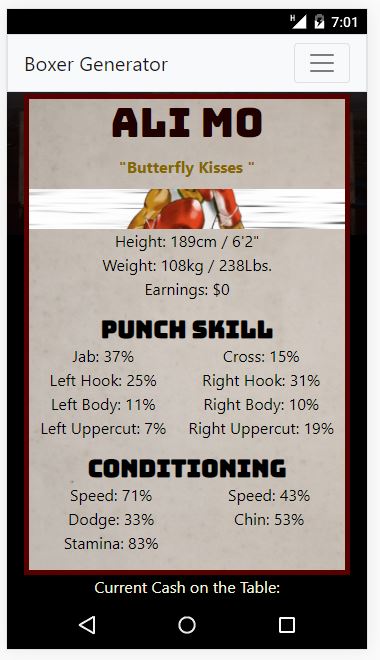 H 7:01
Boxer Generator
ALI MO
"Butterfly Kisses "
Height: 189cm / 6'2"
Weight: 108kg / 238Lbs.
Earnings: $0
PUNCH SKILL
Jab: 37% Cross: 15%
Left Hook: 25% Right Hook: 31%
Left Body: 11% Right Body: 10%
Left Uppercut: 7% Right Uppercut: 19%
CONDITIONING
Speed: 71% Speed: 43%
Dodge: 33% Chin: 53%
Stamina: 83%
Current Cash on the Table: